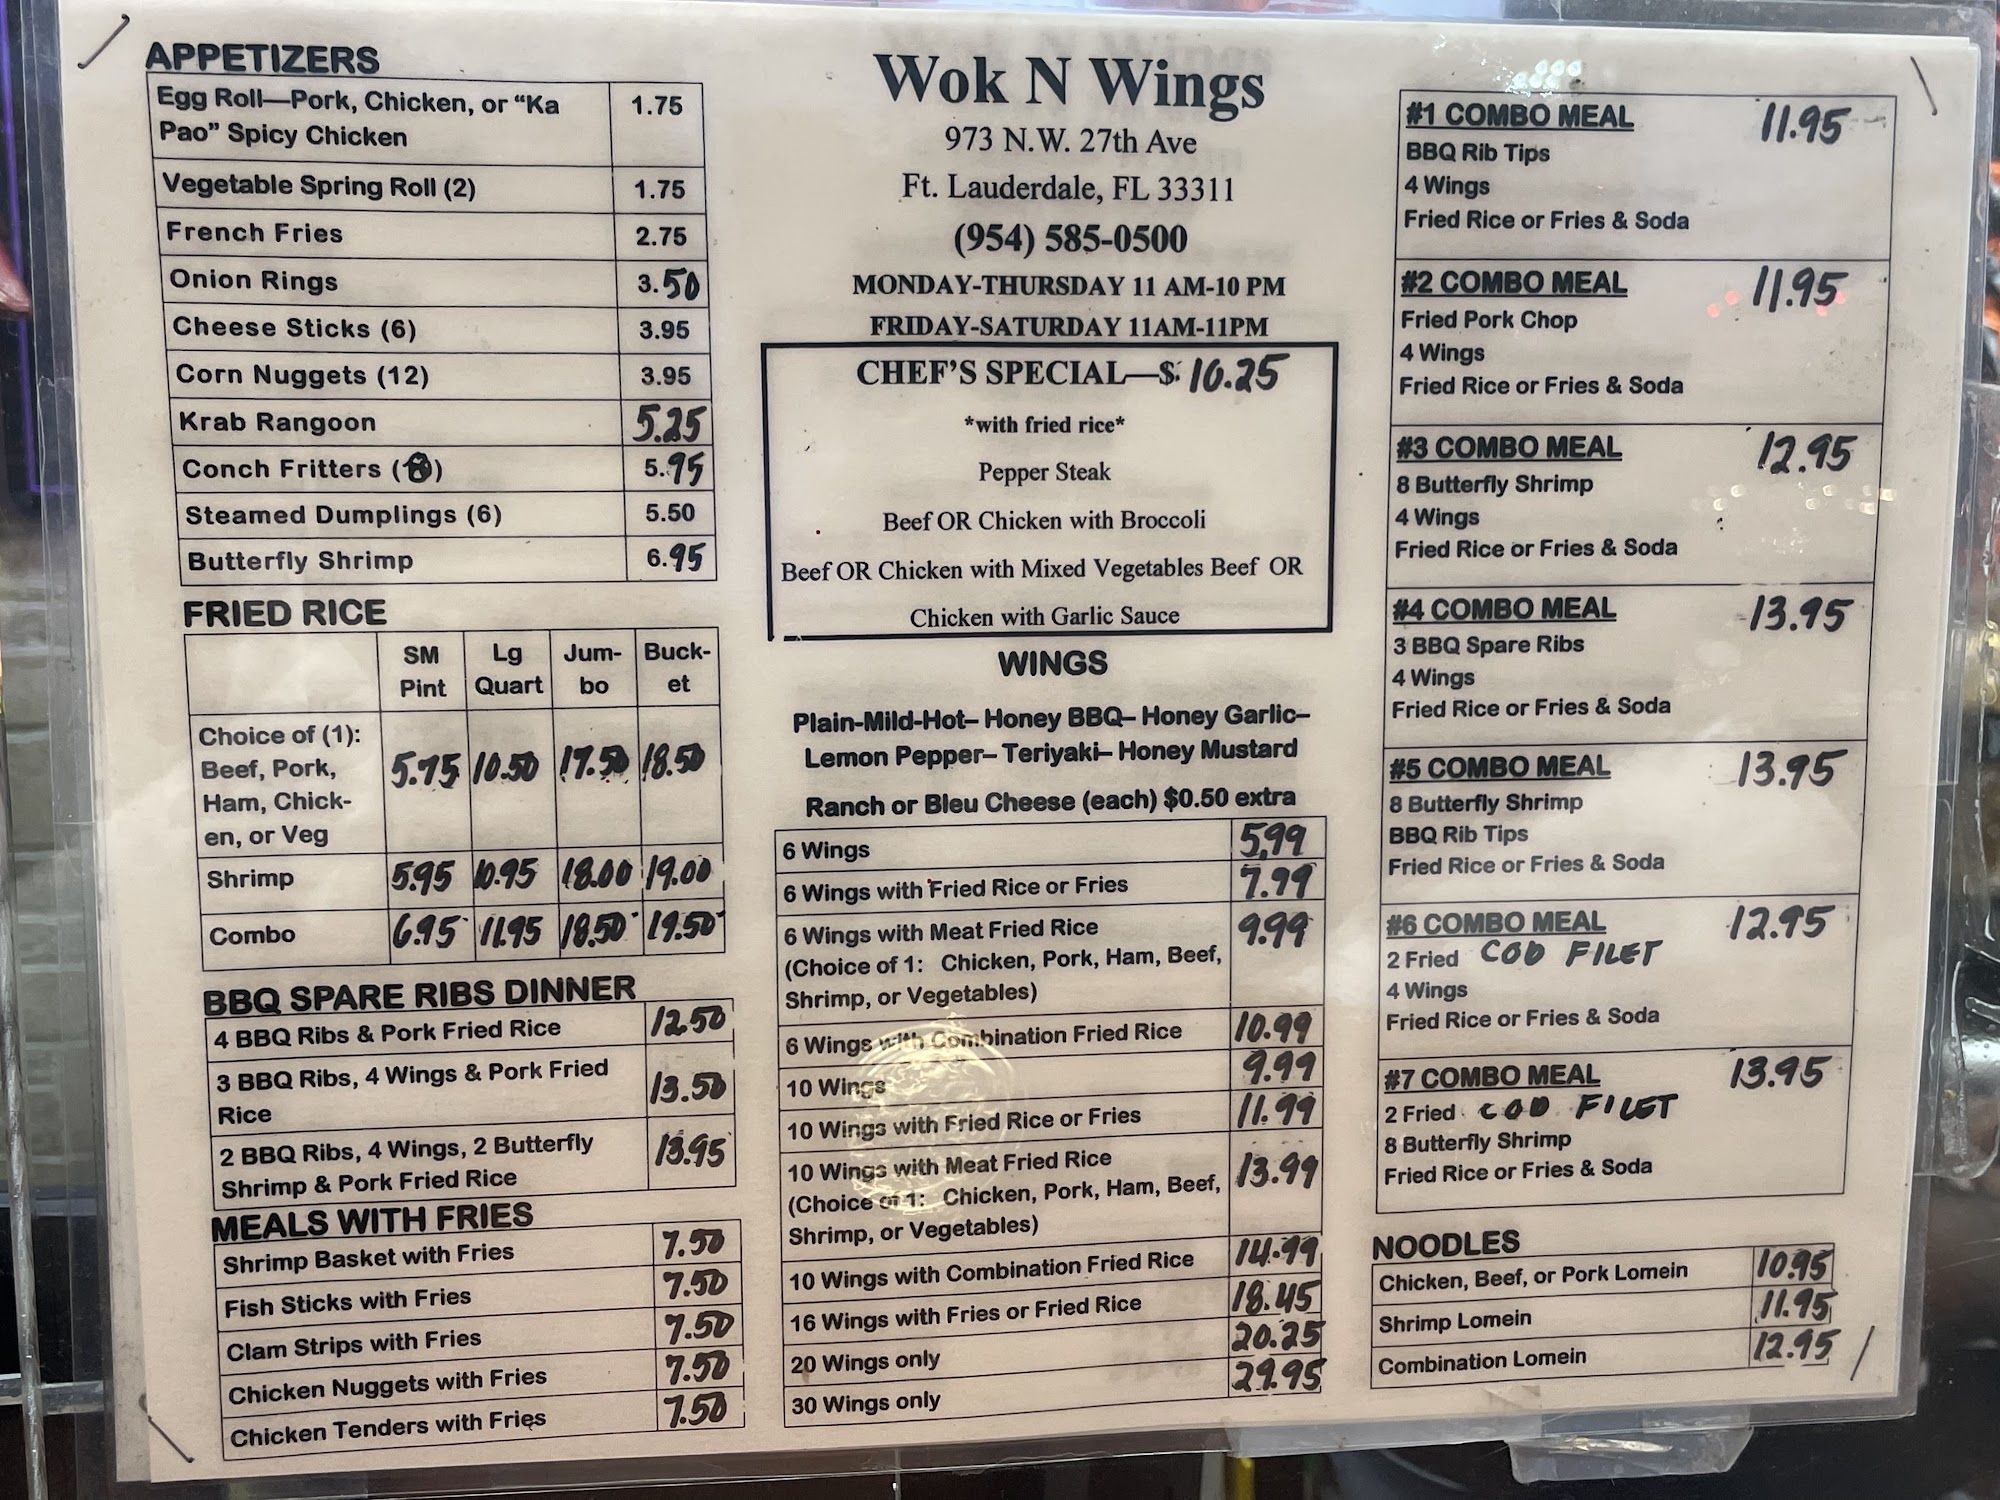 APPETIZERS
Egg Roll—Pork, Chicken, or “Ka 1.75
Pao” Spicy Chicken
Vegetable Spring Roll (2) 1.75
French Fries 2.75
Onion Rings 3.50
Cheese Sticks (6) 3.95
Corn Nuggets (12) 3.95
Krab Rangoon 5.25
Conch Fritters (8) 5.95
Steamed Dumplings (6) 5.50
Butterfly Shrimp 6.95
FRIED RICE
SM Lg Jum- Buck-
Pint Quart bo et
Choice of (1):
Beef, Pork, 5.75 10.50 17.50 18.50
Ham, Chick-
en, or Veg
Shrimp 5.95 10.95 18.00 19.00
Combo 6.95 11.95 18.50 19.50
BBQ SPARE RIBS DINNER
4 BBQ Ribs & Pork Fried Rice 12.50
3 BBQ Ribs, 4 Wings & Pork Fried 13.50
Rice
2 BBQ Ribs, 4 Wings, 2 Butterfly 13.95
Shrimp & Pork Fried Rice
MEALS WITH FRIES
Shrimp Basket with Fries 7.50
Fish Sticks with Fries 7.50
Clam Strips with Fries 7.50
Chicken Nuggets with Fries 7.50
Chicken Tenders with Fries 7.50
Wok N Wings
973 N.W. 27th Ave
Ft. Lauderdale, FL 33311
(954) 585-0500
MONDAY-THURSDAY 11 AM-10 PM
FRIDAY-SATURDAY 11AM-11PM
CHEF’S SPECIAL—$ 10.25
*with fried rice*
Pepper Steak
Beef OR Chicken with Broccoli
Beef OR Chicken with Mixed Vegetables Beef OR
Chicken with Garlic Sauce
WINGS
Plain-Mild-Hot– Honey BBQ– Honey Garlic–
Lemon Pepper– Teriyaki– Honey Mustard
Ranch or Bleu Cheese (each) $0.50 extra
6 Wings 5.99
6 Wings with Fried Rice or Fries 7.99
6 Wings with Meat Fried Rice 9.99
(Choice of 1: Chicken, Pork, Ham, Beef,
Shrimp, or Vegetables)
6 Wings with Combination Fried Rice 10.99
10 Wings 9.99
10 Wings with Fried Rice or Fries 11.99
10 Wings with Meat Fried Rice 13.99
(Choice of 1: Chicken, Pork, Ham, Beef,
Shrimp, or Vegetables)
10 Wings with Combination Fried Rice 14.99
16 Wings with Fries or Fried Rice 18.45
20 Wings only 20.25
30 Wings only 29.95
#1 COMBO MEAL 11.95
BBQ Rib Tips
4 Wings
Fried Rice or Fries & Soda
#2 COMBO MEAL 11.95
Fried Pork Chop
4 Wings
Fried Rice or Fries & Soda
#3 COMBO MEAL 12.95
8 Butterfly Shrimp
4 Wings
Fried Rice or Fries & Soda
#4 COMBO MEAL 13.95
3 BBQ Spare Ribs
4 Wings
Fried Rice or Fries & Soda
#5 COMBO MEAL 13.95
8 Butterfly Shrimp
BBQ Rib Tips
Fried Rice or Fries & Soda
#6 COMBO MEAL 12.95
2 Fried COD FILET
4 Wings
Fried Rice or Fries & Soda
#7 COMBO MEAL 13.95
2 Fried COD FILET
8 Butterfly Shrimp
Fried Rice or Fries & Soda
NOODLES
Chicken, Beef, or Pork Lomein 10.95
Shrimp Lomein 11.95
Combination Lomein 12.95